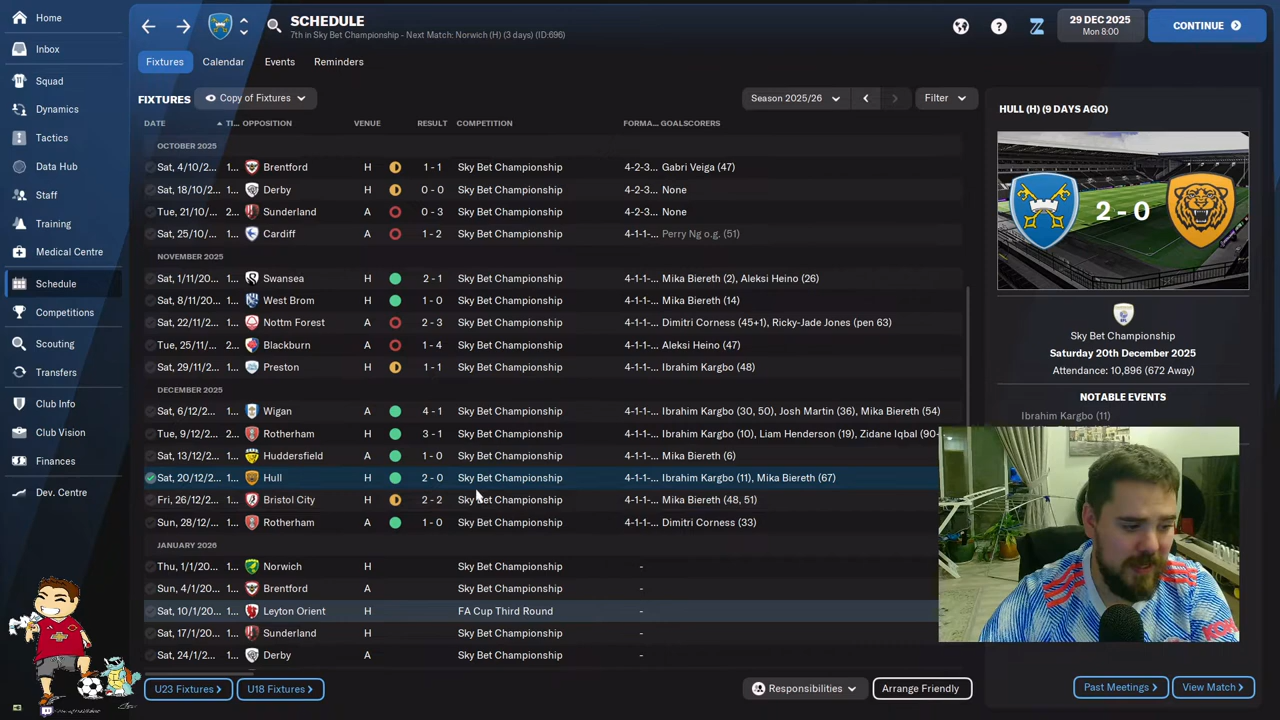 Home
Inbox
Squad
Dynamics
Tactics
Data Hub
Staff
Training
Medical Centre
Schedule
Competitions
Scouting
Transfers
Club Info
Club Vision
Finances
Dev. Centre
SCHEDULE
7th in Sky Bet Championship - Next Match: Norwich (H) (3 days) (ID:696)
29 DEC 2025
Mon 8:00
CONTINUE
Fixtures Calendar Events Reminders
FIXTURES Copy of Fixtures Season 2025/26 Filter
DATE TI... OPPOSITION VENUE RESULT COMPETITION FORMA... GOALSCORERS
OCTOBER 2025
Sat, 4/10/2... 1... Brentford H 1 - 1 Sky Bet Championship 4-2-3... Gabri Veiga (47)
Sat, 18/10/2... 1... Derby H 0 - 0 Sky Bet Championship 4-2-3... None
Tue, 21/10/... 2... Sunderland A 0 - 3 Sky Bet Championship 4-2-3... None
Sat, 25/10/... 1... Cardiff A 1 - 2 Sky Bet Championship 4-1-1-... Perry Ng o.g. (51)
NOVEMBER 2025
Sat, 1/11/20... 1... Swansea H 2 - 1 Sky Bet Championship 4-1-1-... Mika Biereth (2), Aleksi Heino (26)
Sat, 8/11/20... 1... West Brom H 1 - 0 Sky Bet Championship 4-1-1-... Mika Biereth (14)
Sat, 22/11/2... 1... Nottm Forest A 2 - 3 Sky Bet Championship 4-1-1-... Dimitri Corness (45+1), Ricky-Jade Jones (pen 63)
Tue, 25/11/... 2... Blackburn A 1 - 4 Sky Bet Championship 4-1-1-... Aleksi Heino (47)
Sat, 29/11/2... 1... Preston H 1 - 1 Sky Bet Championship 4-1-1-... Ibrahim Kargbo (48)
DECEMBER 2025
Sat, 6/12/2... 1... Wigan A 4 - 1 Sky Bet Championship 4-1-1-... Ibrahim Kargbo (30, 50), Josh Martin (36), Mika Biereth (54)
Tue, 9/12/2... 2... Rotherham H 3 - 1 Sky Bet Championship 4-1-1-... Ibrahim Kargbo (10), Liam Henderson (19), Zidane Iqbal (90-
Sat, 13/12/2... 1... Huddersfield A 1 - 0 Sky Bet Championship 4-1-1-... Mika Biereth (6)
Sat, 20/12/2... 1... Hull H 2 - 0 Sky Bet Championship 4-1-1-... Ibrahim Kargbo (11), Mika Biereth (67)
Fri, 26/12/2... 1... Bristol City H 2 - 2 Sky Bet Championship 4-1-1-... Mika Biereth (48, 51)
Sun, 28/12/... 1... Rotherham A 1 - 0 Sky Bet Championship 4-1-1-... Dimitri Corness (33)
JANUARY 2026
Thu, 1/1/20... 1... Norwich H Sky Bet Championship -
Sun, 4/1/20... 1... Brentford A Sky Bet Championship -
Sat, 10/1/20... 1... Leyton Orient H FA Cup Third Round -
Sat, 17/1/20... 1... Sunderland H Sky Bet Championship -
Sat, 24/1/2... 1... Derby A Sky Bet Championship -
U23 Fixtures U18 Fixtures Responsibilities Arrange Friendly
HULL (H) (9 DAYS AGO)
2 - 0
Sky Bet Championship
Saturday 20th December 2025
Attendance: 10,896 (672 Away)
NOTABLE EVENTS
Ibrahim Kargbo (11)
Past Meetings View Match